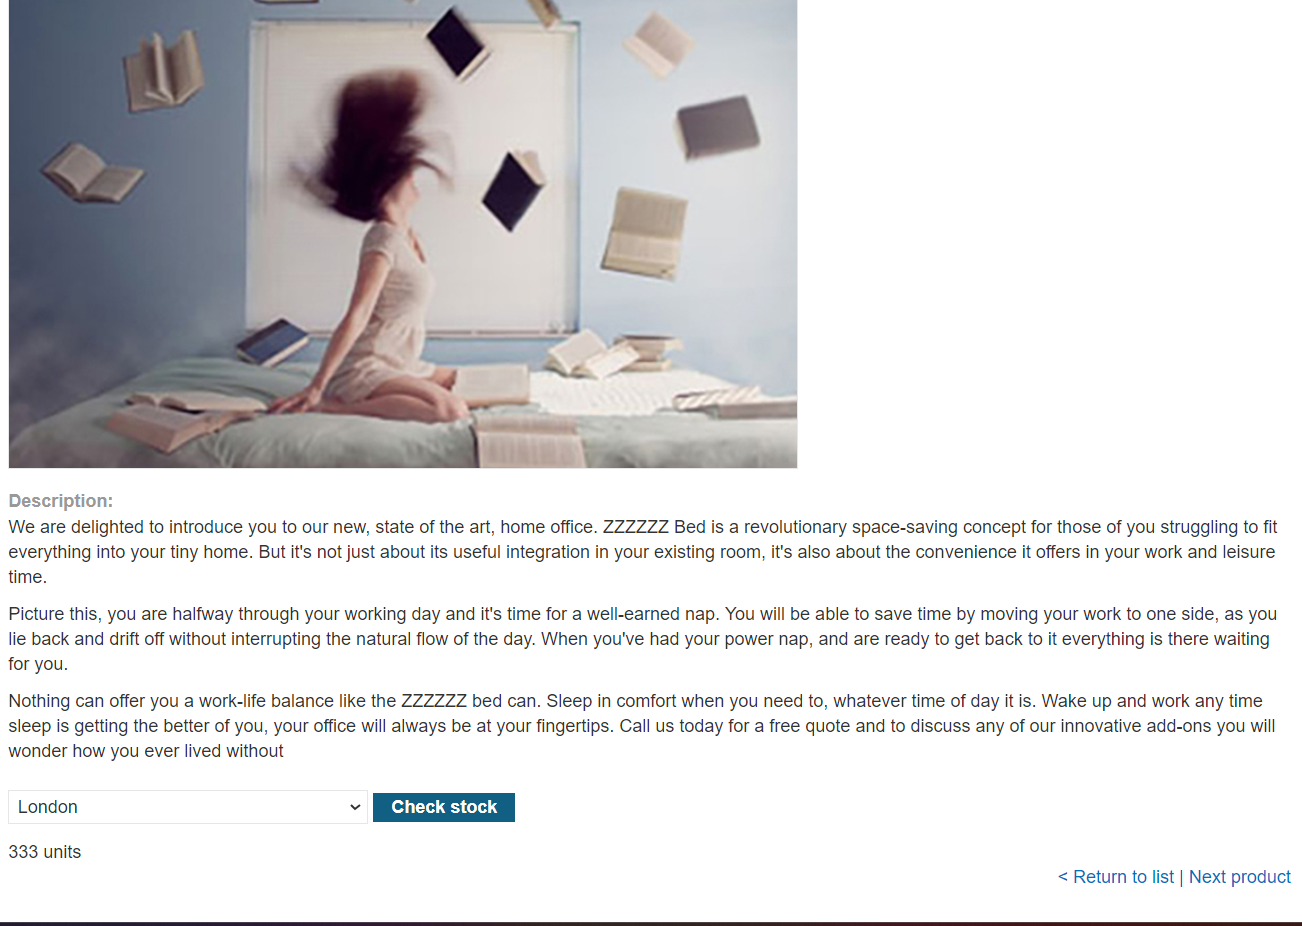 Description:
We are delighted to introduce you to our new, state of the art, home office. ZZZZZZ Bed is a revolutionary space-saving concept for those of you struggling to fit
everything into your tiny home. But it's not just about its useful integration in your existing room, it's also about the convenience it offers in your work and leisure
time.
Picture this, you are halfway through your working day and it's time for a well-earned nap. You will be able to save time by moving your work to one side, as you
lie back and drift off without interrupting the natural flow of the day. When you've had your power nap, and are ready to get back to it everything is there waiting
for you.
Nothing can offer you a work-life balance like the ZZZZZZ bed can. Sleep in comfort when you need to, whatever time of day it is. Wake up and work any time
sleep is getting the better of you, your office will always be at your fingertips. Call us today for a free quote and to discuss any of our innovative add-ons you will
wonder how you ever lived without
London
Check stock
333 units
< Return to list | Next product